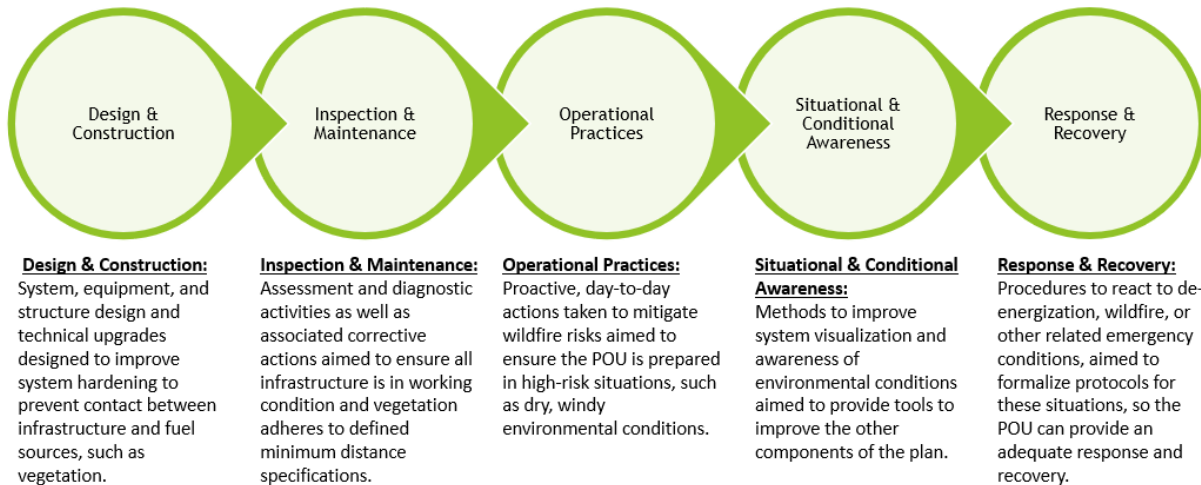 Design &
Construction
Inspection &
Maintenance
Operational
Practices
Situational &
Conditional
Awareness
Response &
Recovery
Design & Construction:
System, equipment, and
structure design and
technical upgrades
designed to improve
system hardening to
prevent contact between
infrastructure and fuel
sources, such as
vegetation.
Inspection & Maintenance:
Assessment and diagnostic
activities as well as
associated corrective
actions aimed to ensure all
infrastructure is in working
condition and vegetation
adheres to defined
minimum distance
specifications.
Operational Practices:
Proactive, day-to-day
actions taken to mitigate
wildfire risks aimed to
ensure the POU is prepared
in high-risk situations, such
as dry, windy
environmental conditions.
Situational & Conditional
Awareness:
Methods to improve
system visualization and
awareness of
environmental conditions
aimed to provide tools to
improve the other
components of the plan.
Response & Recovery:
Procedures to react to de-
energization, wildfire, or
other related emergency
conditions, aimed to
formalize protocols for
these situations, so the
POU can provide an
adequate response and
recovery.